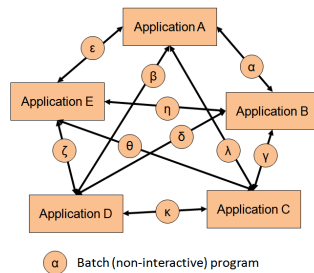 Application A
ε
α
β
Application E
η
Application B
δ
ζ
θ
λ
γ
Application D
κ
Application C
α Batch (non-interactive) program